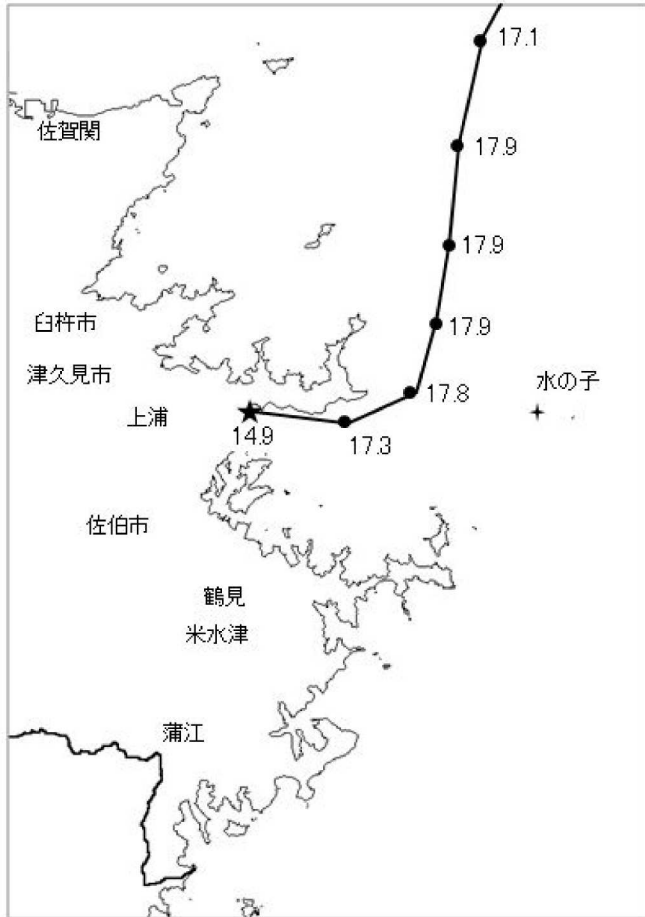 17.1
佐賀関
17.9
17.9
臼杵市
17.9
津久見市
水の子
17.8
上浦
14.9
17.3
佐伯市
鶴見
米水津
蒲江